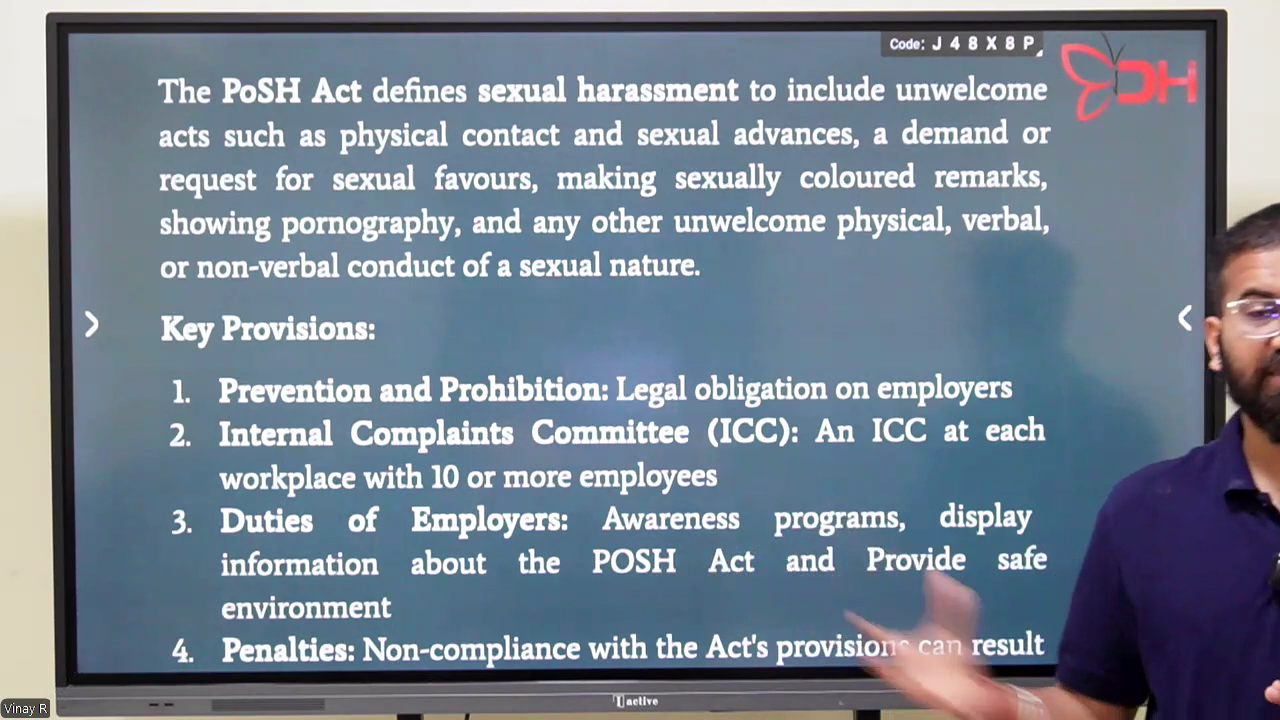 Code: J 4 8 X 8 P
DH
The PoSH Act defines sexual harassment to include unwelcome
acts such as physical contact and sexual advances, a demand or
request for sexual favours, making sexually coloured remarks,
showing pornography, and any other unwelcome physical, verbal,
or non-verbal conduct of a sexual nature.
Key Provisions:
1. Prevention and Prohibition: Legal obligation on employers
2. Internal Complaints Committee (ICC): An ICC at each
workplace with 10 or more employees
3. Duties of Employers: Awareness programs, display
information about the POSH Act and Provide safe
environment
4. Penalties: Non-compliance with the Act's provisions can result
Vinay R
active